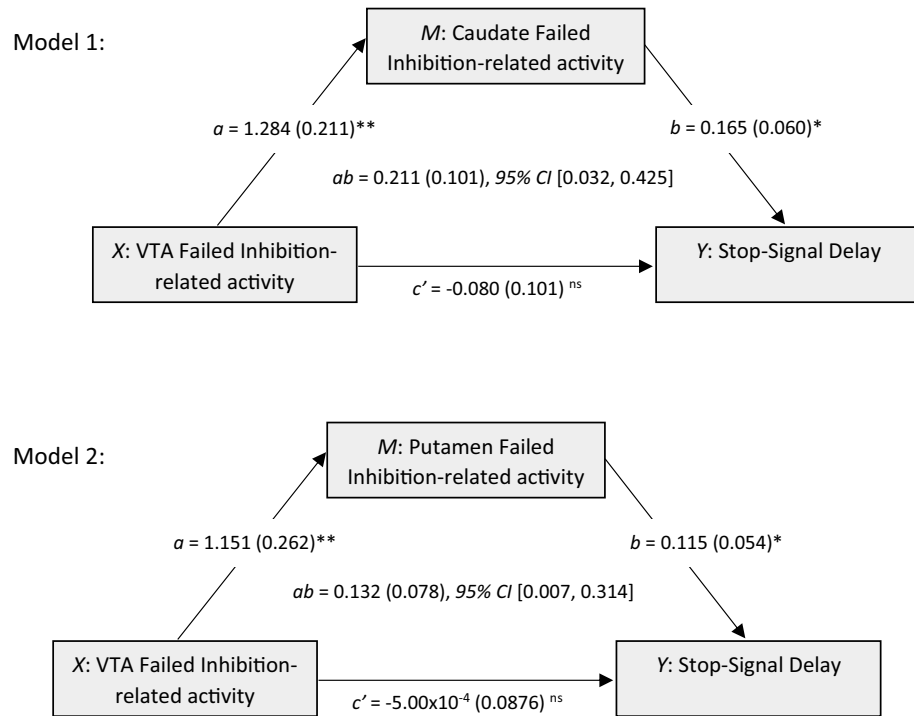 Model 1:
M: Caudate Failed
Inhibition-related activity
a = 1.284 (0.211)**
b = 0.165 (0.060)*
ab = 0.211 (0.101), 95% CI [0.032, 0.425]
X: VTA Failed Inhibition-
related activity
Y: Stop-Signal Delay
c’ = -0.080 (0.101) ns
Model 2:
M: Putamen Failed
Inhibition-related activity
a = 1.151 (0.262)**
b = 0.115 (0.054)*
ab = 0.132 (0.078), 95% CI [0.007, 0.314]
X: VTA Failed Inhibition-
related activity
Y: Stop-Signal Delay
c’ = -5.00x10-4 (0.0876) ns